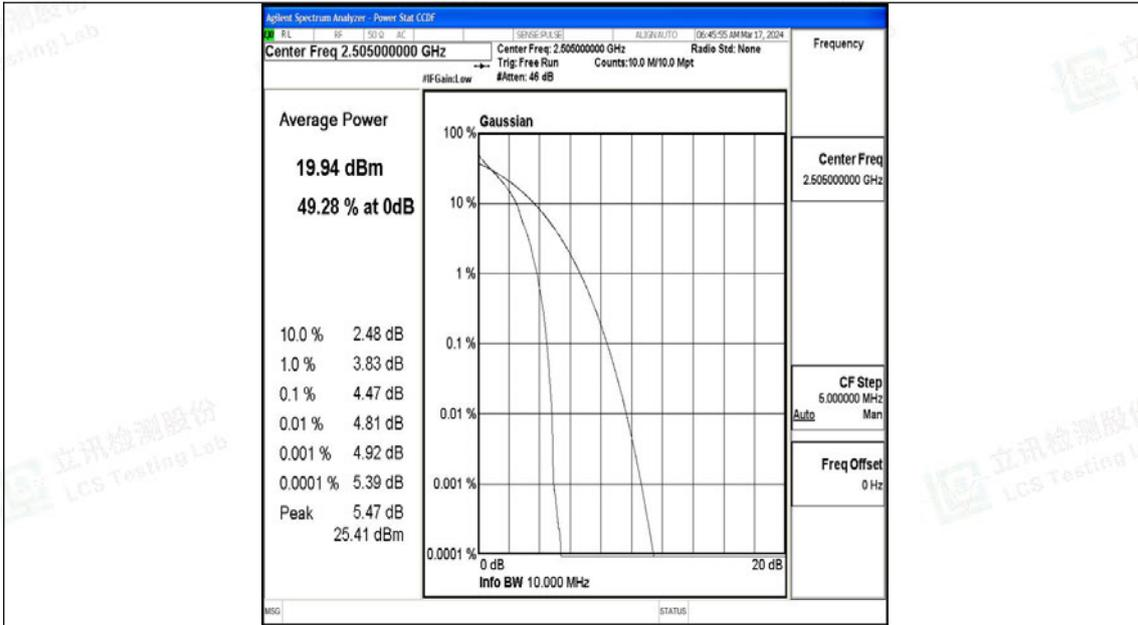 Agilent Spectrum Analyzer - Power Stat CCDF
RL RF 50 Ω AC SENSE:PULSE ALIGN AUTO 06:45:55 AM Mar 17, 2024
Center Freq 2.505000000 GHz
Center Freq: 2.505000000 GHz Radio Std: None
Trig: Free Run Counts:10.0 M/10.0 Mpt
#IFGain:Low #Atten: 46 dB
Frequency
Average Power
19.94 dBm
49.28 % at 0dB
10.0 % 2.48 dB
1.0 % 3.83 dB
0.1 % 4.47 dB
0.01 % 4.81 dB
0.001 % 4.92 dB
0.0001 % 5.39 dB
Peak 5.47 dB
25.41 dBm
Gaussian
100 %
10 %
1 %
0.1 %
0.01 %
0.001 %
0.0001 %
0 dB 20 dB
Info BW 10.000 MHz
Center Freq
2.505000000 GHz
CF Step
5.000000 MHz
Auto Man
Freq Offset
0 Hz
MSG STATUS
立讯检测股份
LCS Testing Lab
立讯检测股
LCS Testing L